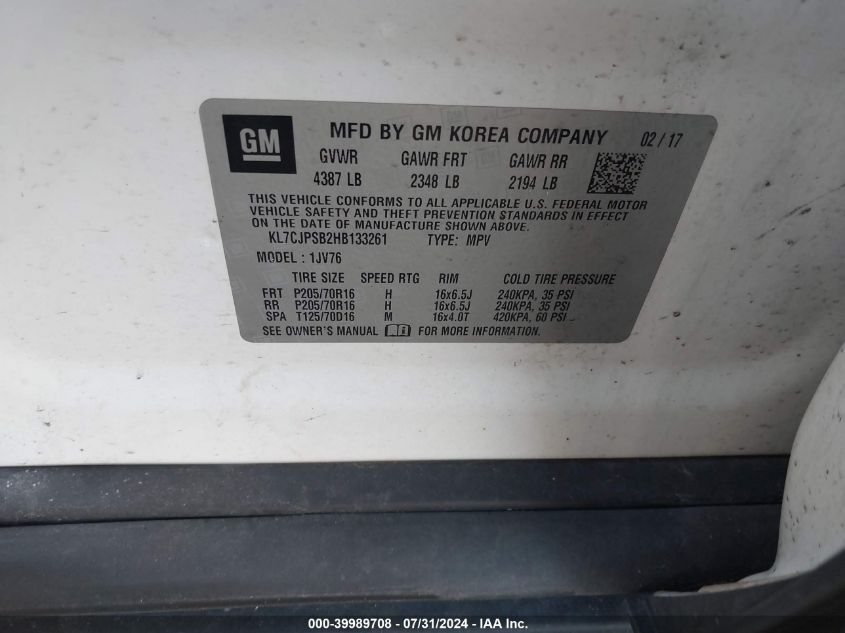 GM
MFD BY GM KOREA COMPANY 02 / 17
GVWR GAWR FRT GAWR RR
4387 LB 2348 LB 2194 LB
THIS VEHICLE CONFORMS TO ALL APPLICABLE U.S. FEDERAL MOTOR
VEHICLE SAFETY AND THEFT PREVENTION STANDARDS IN EFFECT
ON THE DATE OF MANUFACTURE SHOWN ABOVE.
KL7CJPSB2HB133261 TYPE: MPV
MODEL : 1JV76
TIRE SIZE SPEED RTG RIM COLD TIRE PRESSURE
FRT P205/70R16 H 16x6.5J 240KPA, 35 PSI
RR P205/70R16 H 16x6.5J 240KPA, 35 PSI
SPA T125/70D16 M 16x4.0T 420KPA, 60 PSI
SEE OWNER'S MANUAL FOR MORE INFORMATION.
000-39989708 - 07/31/2024 - IAA Inc.